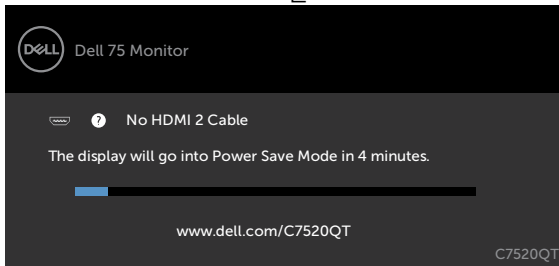 DELL
Dell 75 Monitor
? No HDMI 2 Cable
The display will go into Power Save Mode in 4 minutes.
www.dell.com/C7520QT
C7520QT